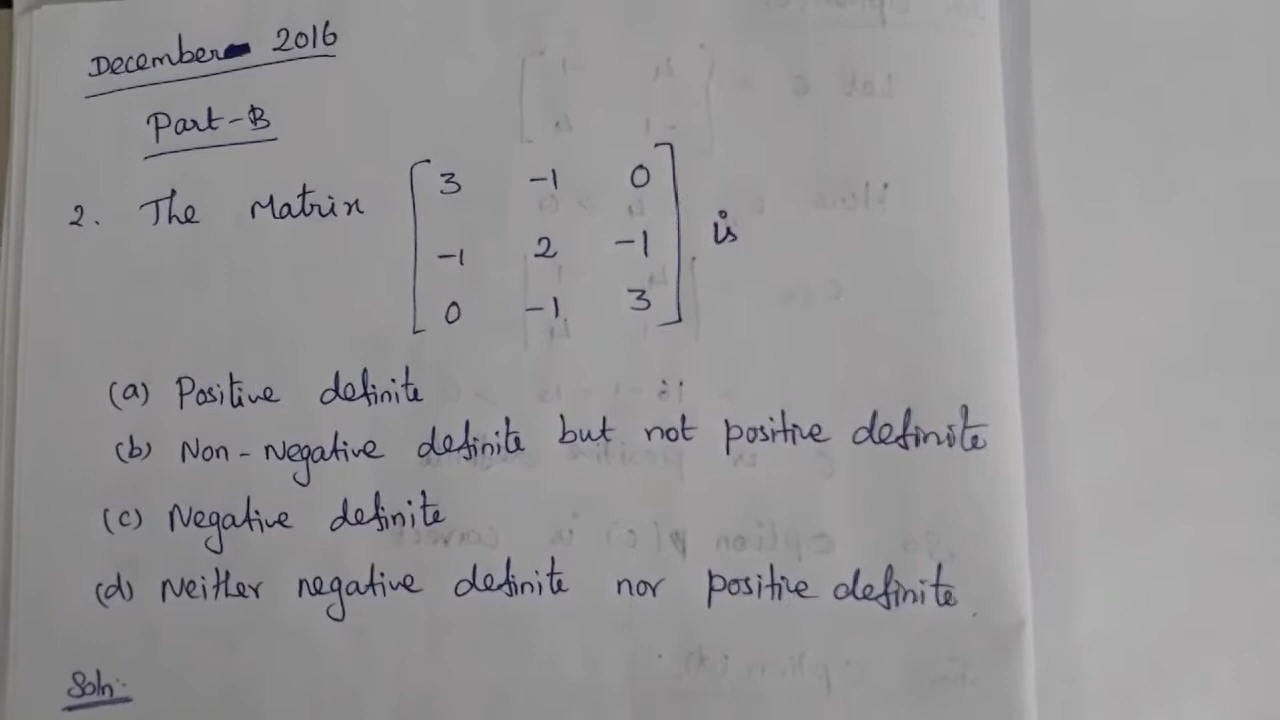 December 2016
Part-B
2. The Matrix [3 -1 0
-1 2 -1
0 -1 3] is
(a) Positive definite
(b) Non-Negative definite but not positive definite
(c) Negative definite
(d) Neither negative definite nor positive definite.
Soln: